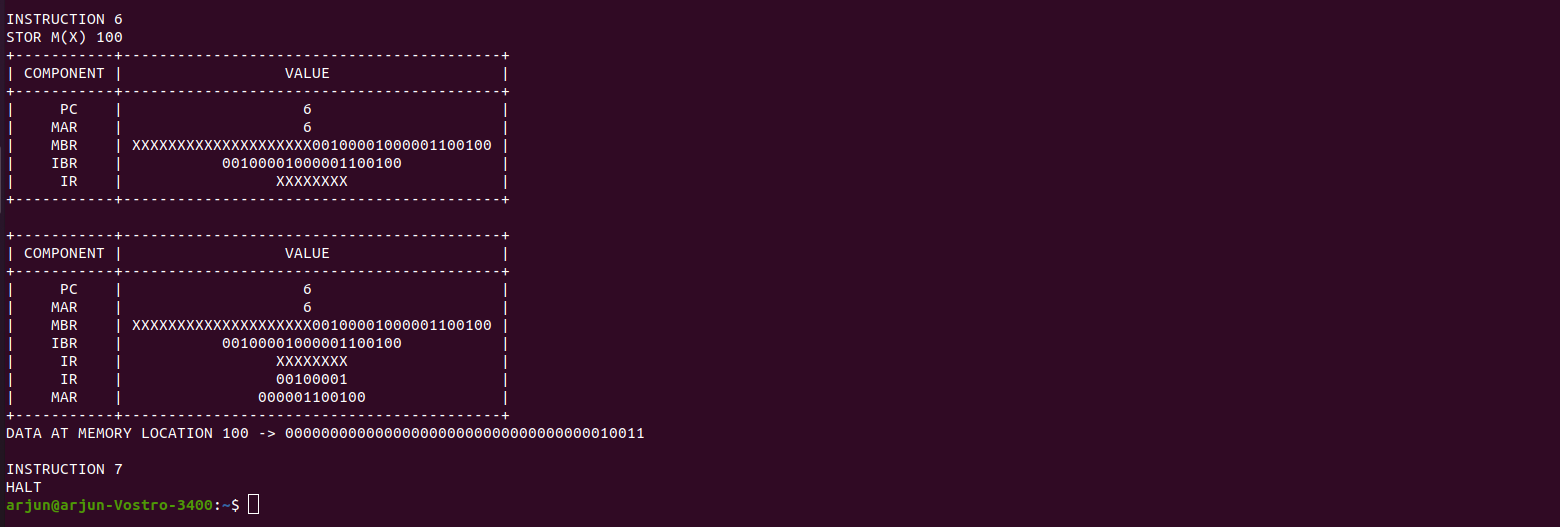 INSTRUCTION 6
STOR M(X) 100
+-----------+------------------------------------------+
| COMPONENT |                  VALUE                   |
+-----------+------------------------------------------+
|     PC    |                    6                     |
|    MAR    |                    6                     |
|    MBR    | XXXXXXXXXXXXXXXXXXXX00100001000001100100 |
|    IBR    |           00100001000001100100           |
|     IR    |                 XXXXXXXX                 |
+-----------+------------------------------------------+
+-----------+------------------------------------------+
| COMPONENT |                  VALUE                   |
+-----------+------------------------------------------+
|     PC    |                    6                     |
|    MAR    |                    6                     |
|    MBR    | XXXXXXXXXXXXXXXXXXXX00100001000001100100 |
|    IBR    |           00100001000001100100           |
|     IR    |                 XXXXXXXX                 |
|     IR    |                 00100001                 |
|    MAR    |               000001100100               |
+-----------+------------------------------------------+
DATA AT MEMORY LOCATION 100 -> 0000000000000000000000000000000000010011
INSTRUCTION 7
HALT
arjun@arjun-Vostro-3400:~$